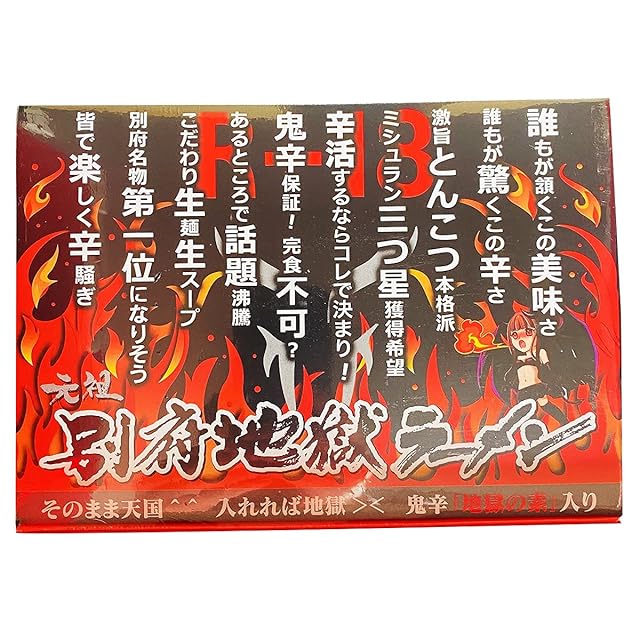 R-18
誰もが頷くこの美味さ
誰もが驚くこの辛さ
激旨とんこつ本格派
ミシュラン三つ星獲得希望
辛活するならコレで決まり！
鬼辛保証！完食不可？
あるところで話題沸騰
こだわり生麺生スープ
別府名物第一位になりそう
皆で楽しく辛騒ぎ
元祖
別府地獄ラーメン
そのまま天国^^ 入れれば地獄>< 鬼辛「地獄の素」入り